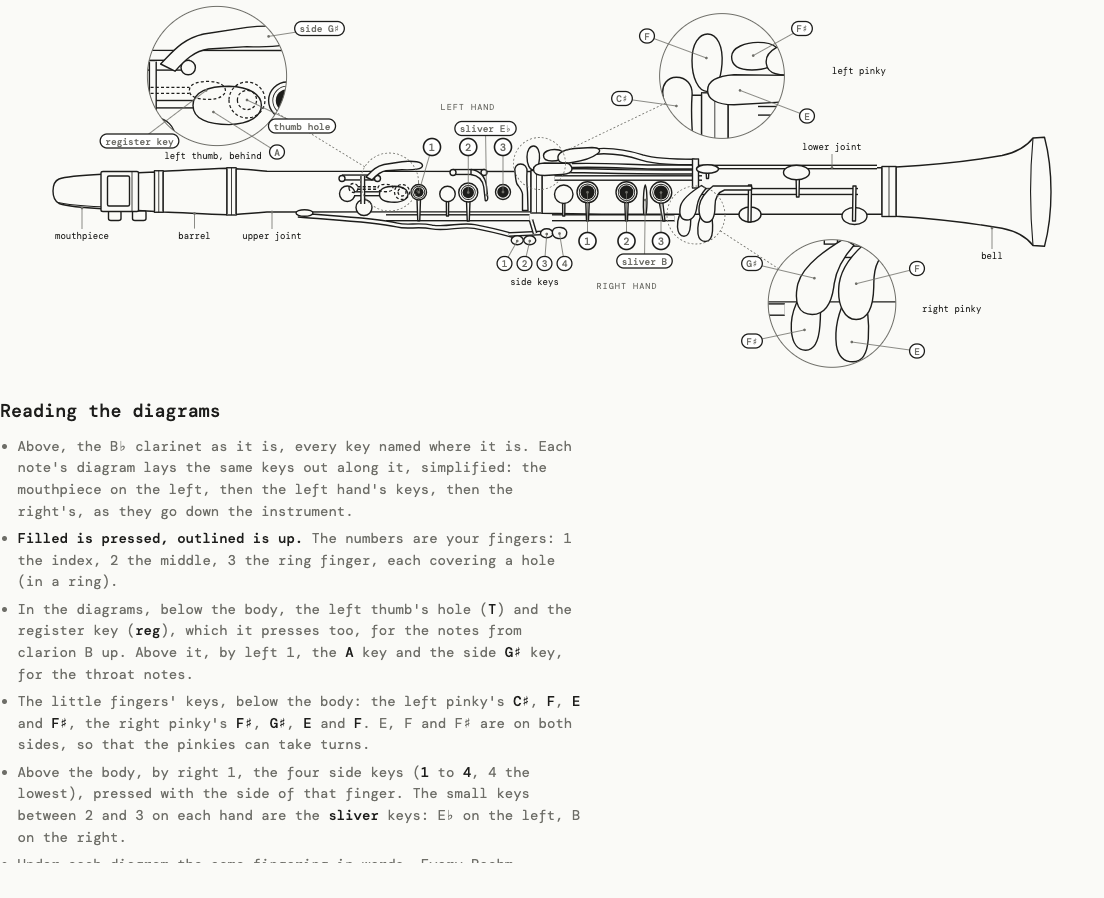 side G♯
register key
thumb hole
A
left thumb, behind
LEFT HAND
sliver E♭
1
2
3
F
F♯
C♯
E
left pinky
lower joint
mouthpiece
barrel
upper joint
1
2
3
4
side keys
1
2
3
sliver B
RIGHT HAND
G♯
F
F♯
E
right pinky
bell
Reading the diagrams
• Above, the B♭ clarinet as it is, every key named where it is. Each
note's diagram lays the same keys out along it, simplified: the
mouthpiece on the left, then the left hand's keys, then the
right's, as they go down the instrument.
• Filled is pressed, outlined is up. The numbers are your fingers: 1
the index, 2 the middle, 3 the ring finger, each covering a hole
(in a ring).
• In the diagrams, below the body, the left thumb's hole (T) and the
register key (reg), which it presses too, for the notes from
clarion B up. Above it, by left 1, the A key and the side G♯ key,
for the throat notes.
• The little fingers' keys, below the body: the left pinky's C♯, F, E
and F♯, the right pinky's F♯, G♯, E and F. E, F and F♯ are on both
sides, so that the pinkies can take turns.
• Above the body, by right 1, the four side keys (1 to 4, 4 the
lowest), pressed with the side of that finger. The small keys
between 2 and 3 on each hand are the sliver keys: E♭ on the left, B
on the right.